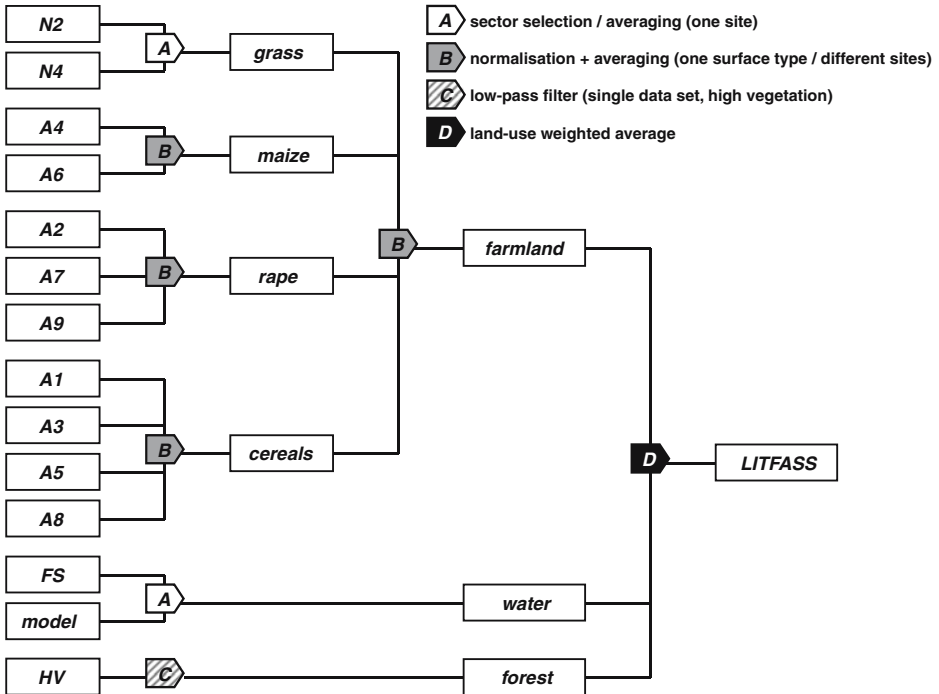 N2
N4
A
grass
A4
A6
B
maize
A2
A7
A9
B
rape
A1
A3
A5
A8
B
cereals
B
farmland
FS
model
A
water
HV
C
forest
D
LITFASS
A sector selection / averaging (one site)
B normalisation + averaging (one surface type / different sites)
C low-pass filter (single data set, high vegetation)
D land-use weighted average